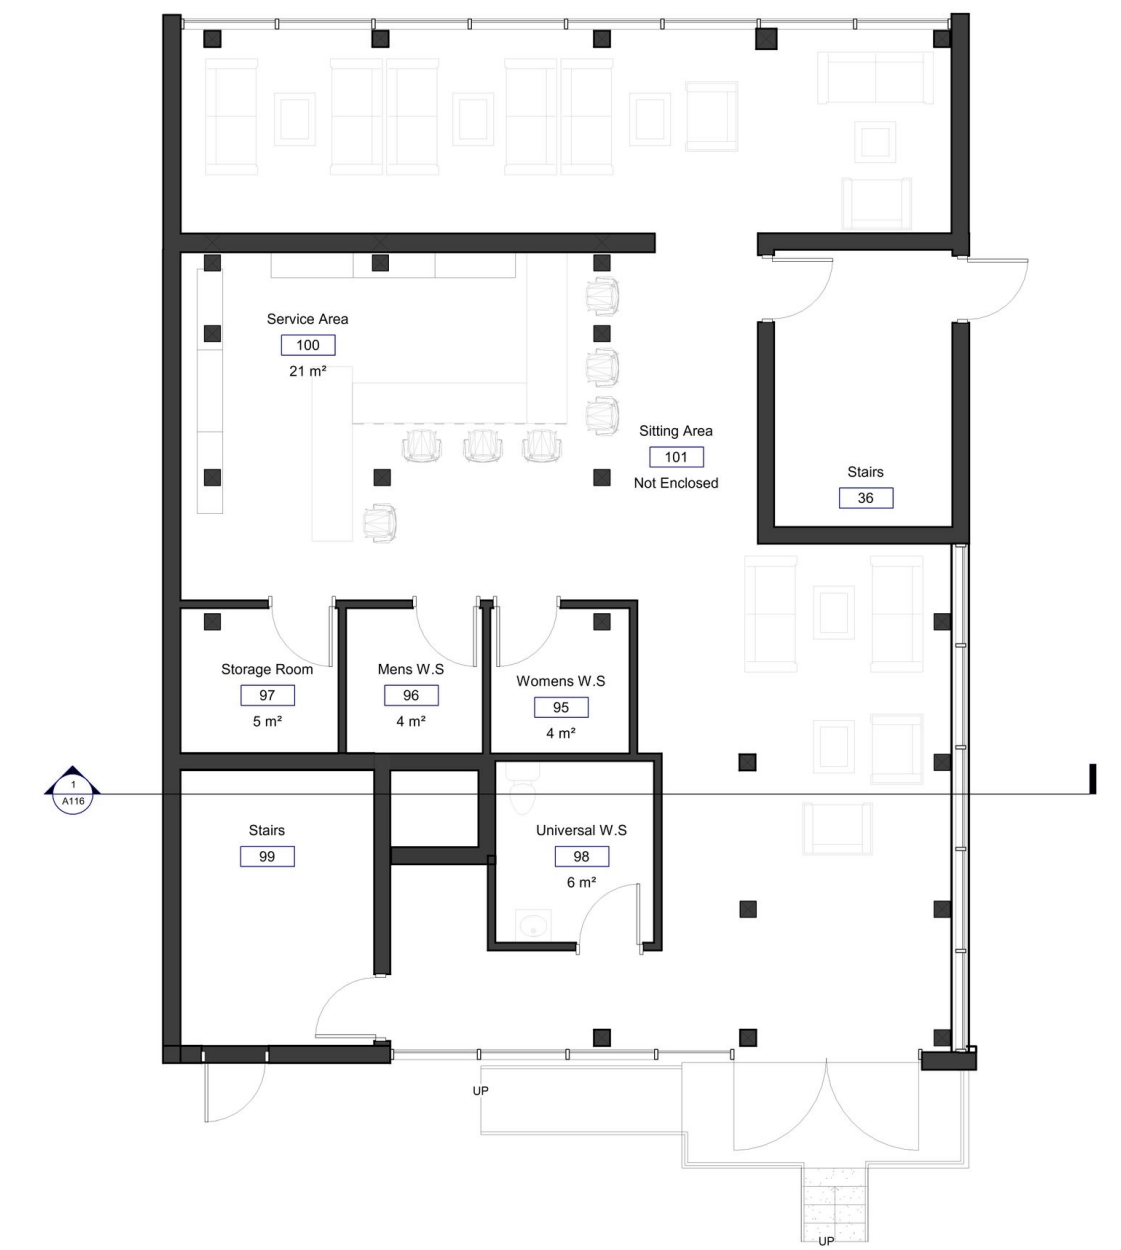 Service Area
100
21 m²
Sitting Area
101
Not Enclosed
Stairs
36
Storage Room
97
5 m²
Mens W.S
96
4 m²
Womens W.S
95
4 m²
1
A116
Stairs
99
Universal W.S
98
6 m²
UP
UP